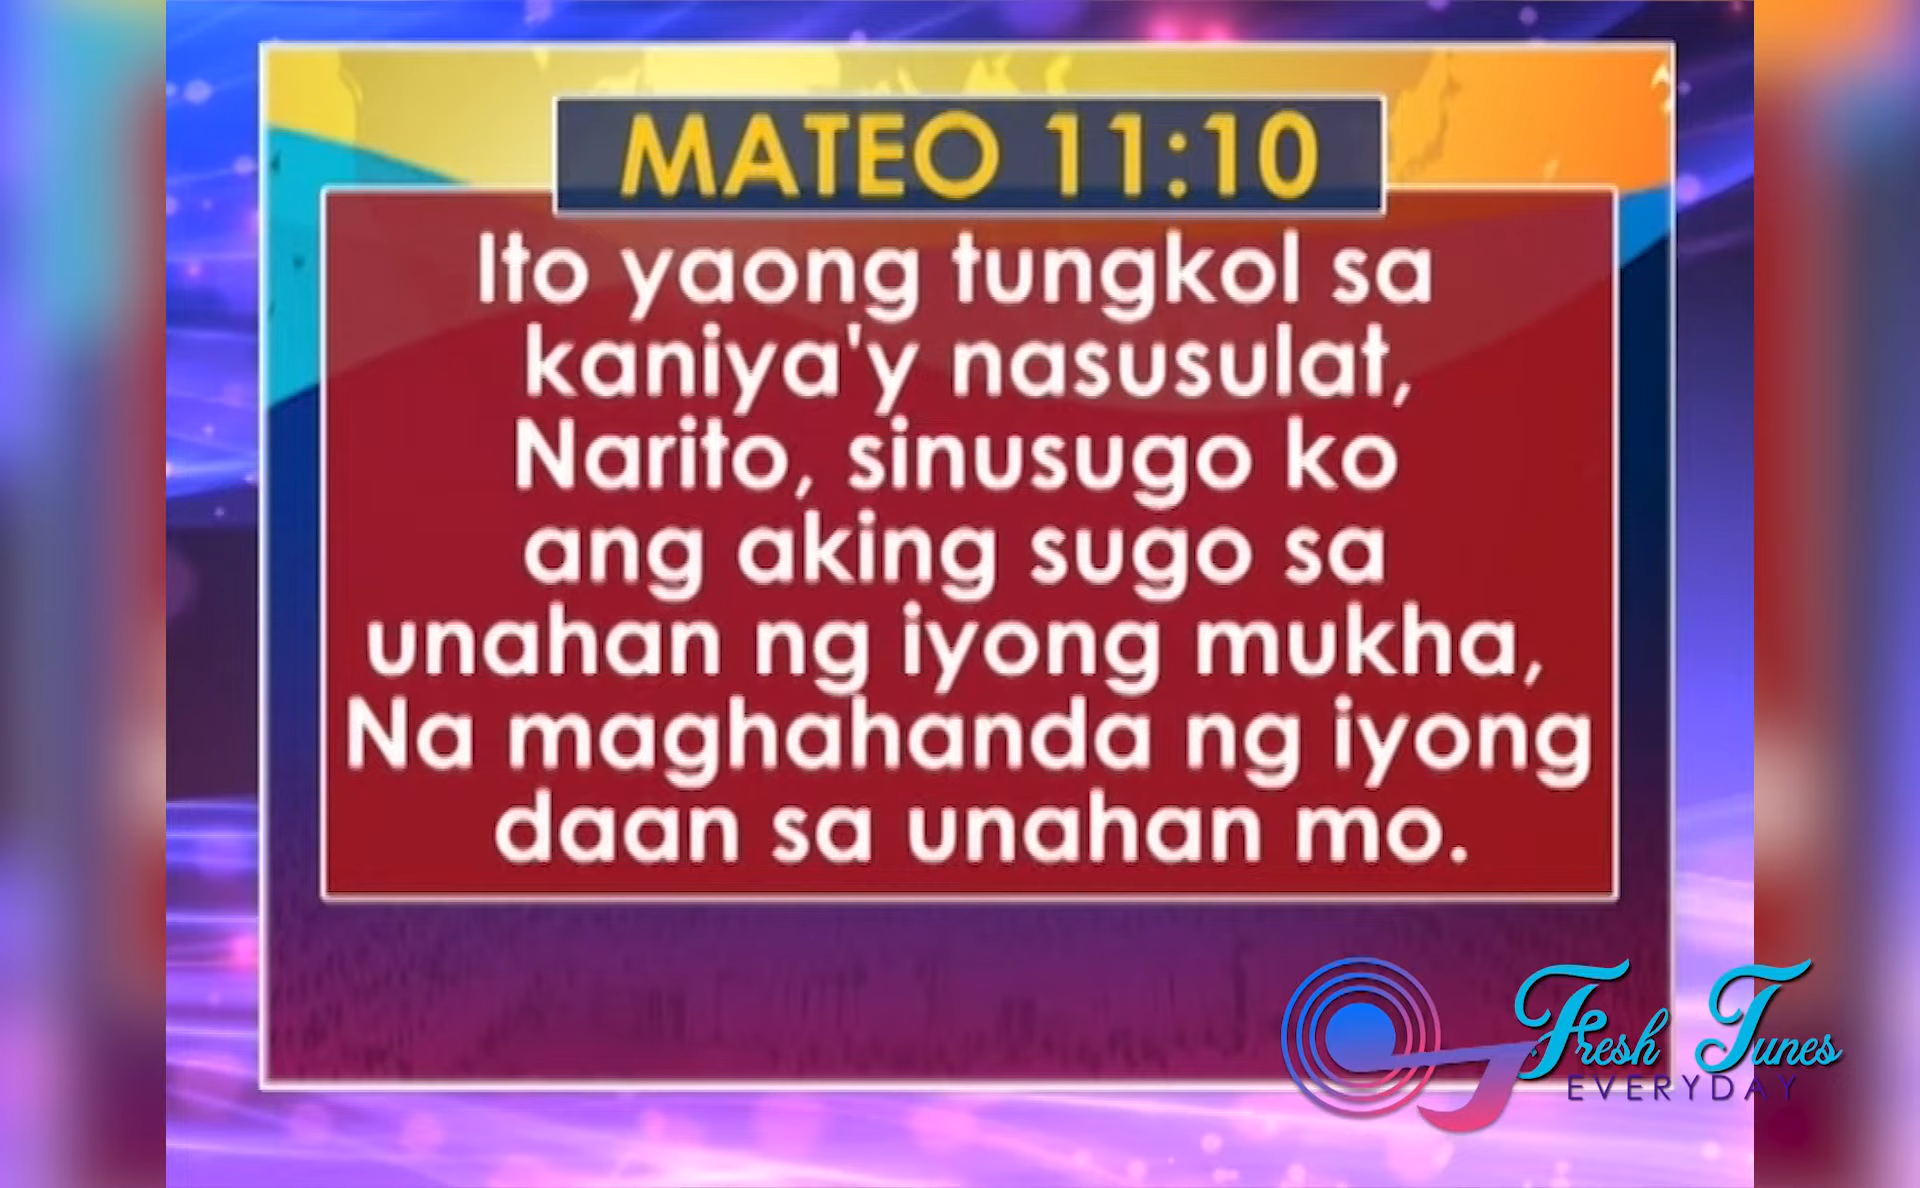 MATEO 11:10
Ito yaong tungkol sa
kaniya'y nasusulat,
Narito, sinusugo ko
ang aking sugo sa
unahan ng iyong mukha,
Na maghahanda ng iyong
daan sa unahan mo.
Fresh Tunes
EVERYDAY